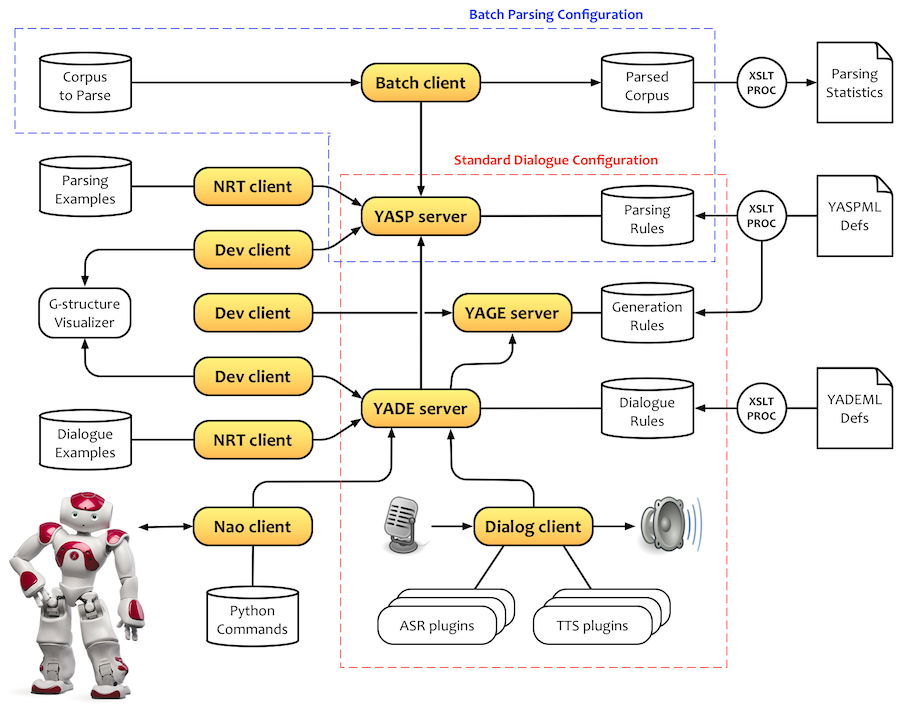 Batch Parsing Configuration
Corpus
to Parse
Batch client
Parsed
Corpus
XSLT
PROC
Parsing
Statistics
Standard Dialogue Configuration
Parsing
Examples
NRT client
YASP server
Parsing
Rules
XSLT
PROC
YASPML
Defs
Dev client
G-structure
Visualizer
Dev client
YAGE server
Generation
Rules
Dev client
YADE server
Dialogue
Rules
XSLT
PROC
YADEML
Defs
Dialogue
Examples
NRT client
Nao client
Dialog client
Python
Commands
ASR plugins
TTS plugins